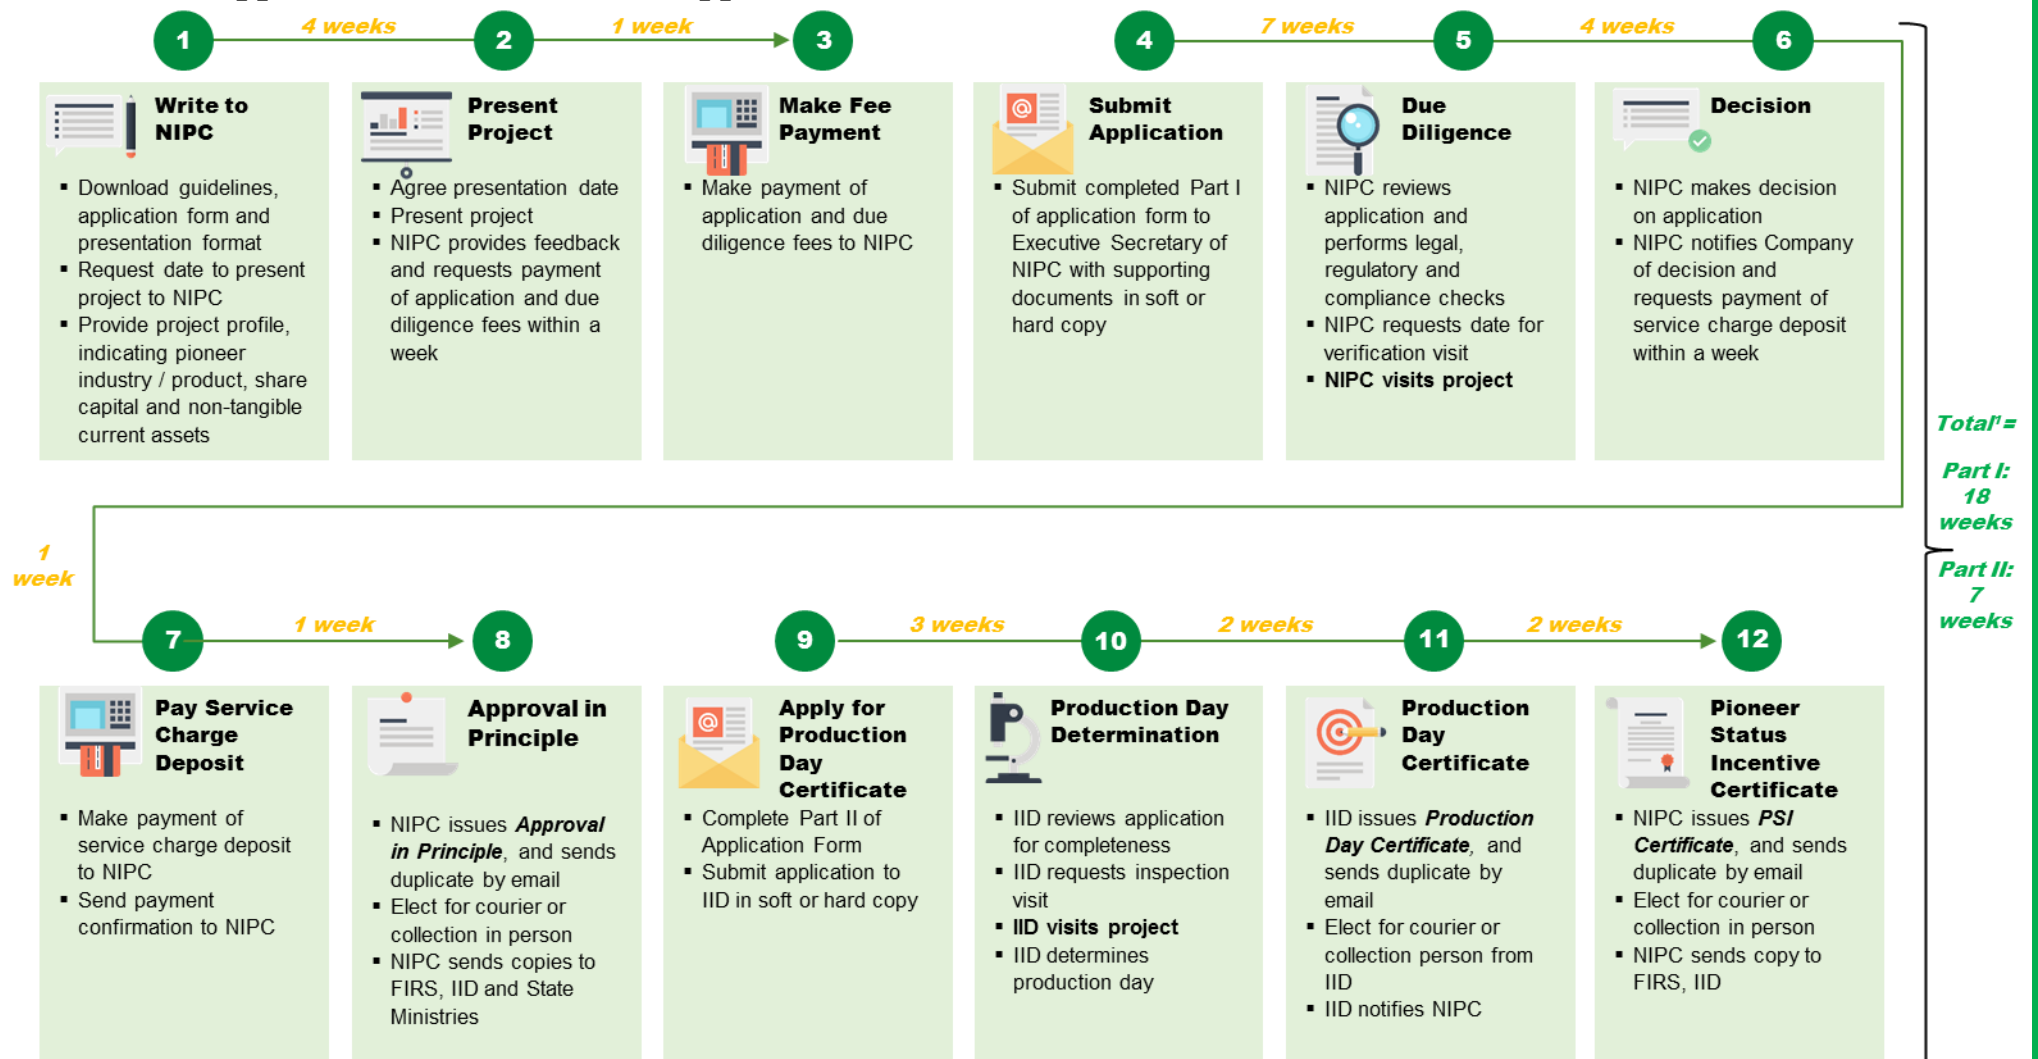 4 weeks
1 week
7 weeks
4 weeks
1
2
3
4
5
6
Write to
NIPC
▪ Download guidelines,
application form and
presentation format
▪ Request date to present
project to NIPC
▪ Provide project profile,
indicating pioneer
industry / product, share
capital and non-tangible
current assets
Present
Project
▪ Agree presentation date
▪ Present project
▪ NIPC provides feedback
and requests payment
of application and due
diligence fees within a
week
Make Fee
Payment
▪ Make payment of
application and due
diligence fees to NIPC
Submit
Application
▪ Submit completed Part I
of application form to
Executive Secretary of
NIPC with supporting
documents in soft or
hard copy
Due
Diligence
▪ NIPC reviews
application and
performs legal,
regulatory and
compliance checks
▪ NIPC requests date for
verification visit
▪ NIPC visits project
Decision
▪ NIPC makes decision
on application
▪ NIPC notifies Company
of decision and
requests payment of
service charge deposit
within a week
Total¹=
Part I:
18
weeks
Part II:
7
weeks
1
week
1 week
3 weeks
2 weeks
2 weeks
7
8
9
10
11
12
Pay Service
Charge
Deposit
▪ Make payment of
service charge deposit
to NIPC
▪ Send payment
confirmation to NIPC
Approval in
Principle
▪ NIPC issues Approval
in Principle, and sends
duplicate by email
▪ Elect for courier or
collection in person
▪ NIPC sends copies to
FIRS, IID and State
Ministries
Apply for
Production
Day
Certificate
▪ Complete Part II of
Application Form
▪ Submit application to
IID in soft or hard copy
Production Day
Determination
▪ IID reviews application
for completeness
▪ IID requests inspection
visit
▪ IID visits project
▪ IID determines
production day
Production
Day
Certificate
▪ IID issues Production
Day Certificate, and
sends duplicate by
email
▪ Elect for courier or
collection person from
IID
▪ IID notifies NIPC
Pioneer
Status
Incentive
Certificate
▪ NIPC issues PSI
Certificate, and sends
duplicate by email
▪ Elect for courier or
collection in person
▪ NIPC sends copy to
FIRS, IID